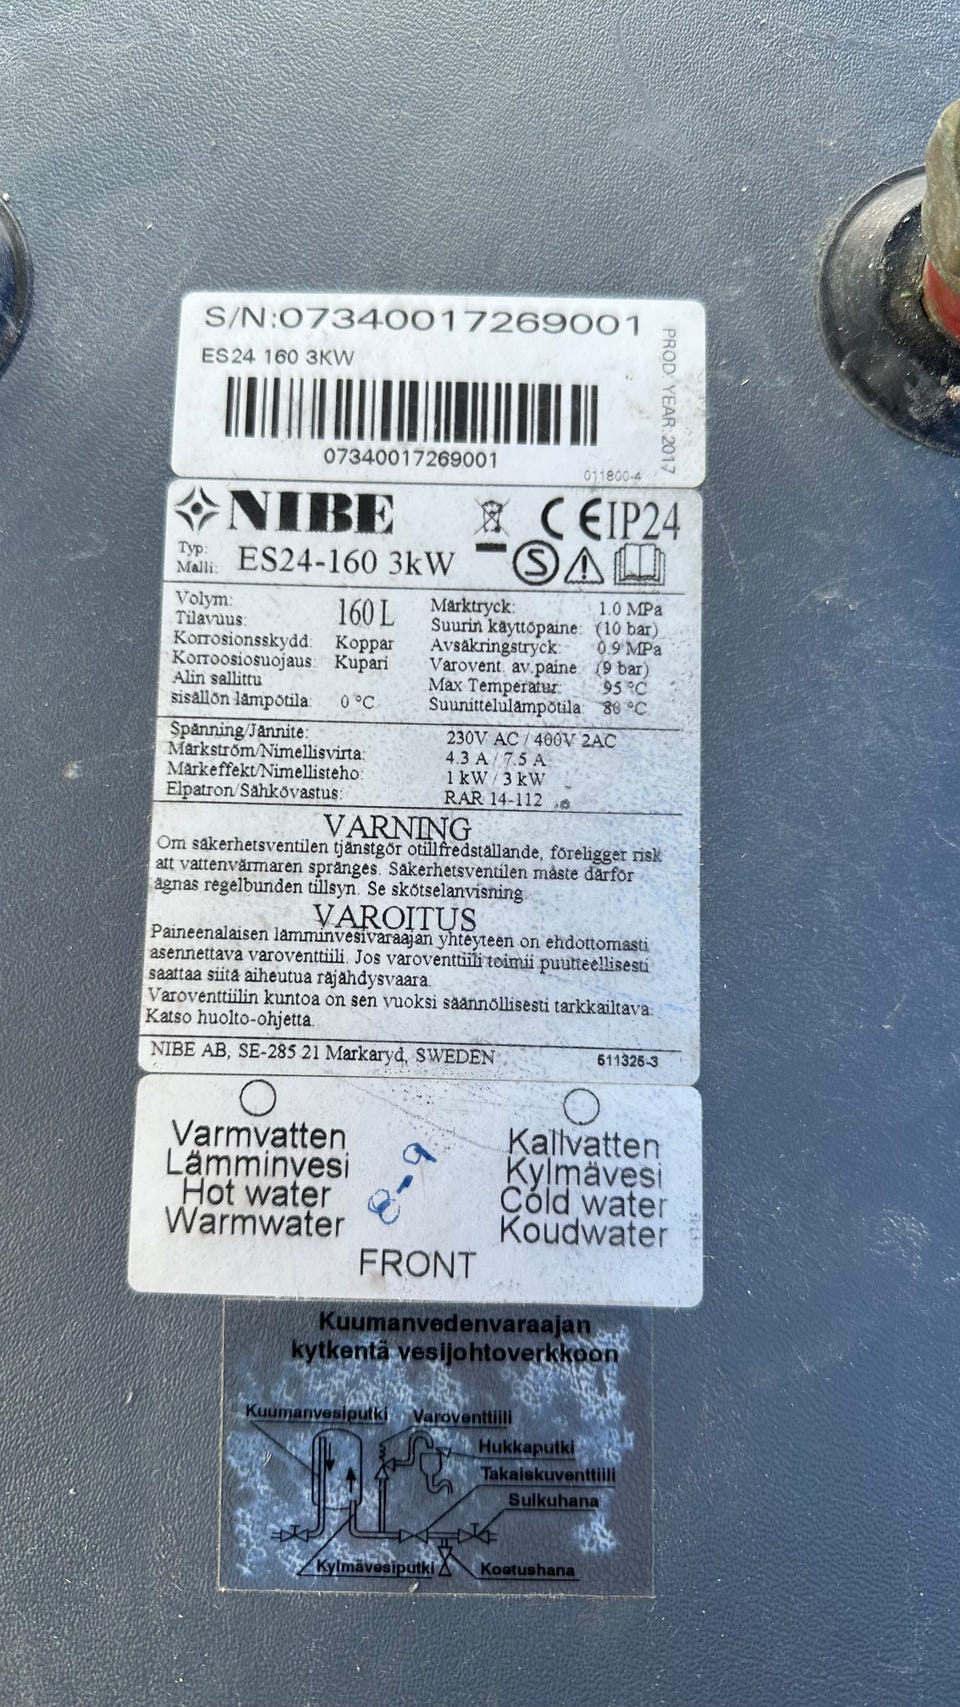 S/N:07340017269001
ES24 160 3KW
PROD YEAR:2017
07340017269001
011800-4
NIBE
CE IP24
Typ:
Malli: ES24-160 3kW
S
Volym:
Tilavuus: 160 L
Korrosionsskydd: Koppar
Korroosiosuojaus: Kupari
Alin sallittu
sisällön lämpötila: 0 °C
Märktryck: 1.0 MPa
Suurin käyttöpaine: (10 bar)
Avsäkringstryck: 0.9 MPa
Varovent. av.paine (9 bar)
Max Temperatur: 95 °C
Suunittelulämpötila: 80 °C
Spänning/Jännite: 230V AC / 400V 2AC
Märkström/Nimellisvirta: 4.3 A / 7.5 A
Märkeffekt/Nimellisteho: 1 kW / 3 kW
Elpatron/Sähkövastus: RAR 14-112
VARNING
Om säkerhetsventilen tjänstgör otillfredställande, föreligger risk
att vattenvärmaren spränges. Säkerhetsventilen måste därför
ägnas regelbunden tillsyn. Se skötselanvisning.
VAROITUS
Paineenalaisen lämminvesivaraajan yhteyteen on ehdottomasti
asennettava varoventtiili. Jos varoventtiili toimii puutteellisesti
saattaa siitä aiheutua räjähdysvaara.
Varoventtiilin kuntoa on sen vuoksi säännöllisesti tarkkailtava.
Katso huolto-ohjetta.
NIBE AB, SE-285 21 Markaryd, SWEDEN 511326-3
Varmvatten
Lämminvesi
Hot water
Warmwater
8-9
Kallvatten
Kylmävesi
Cold water
Koudwater
FRONT
Kuumanvedenvaraajan
kytkentä vesijohtoverkkoon
Kuumanvesiputki Varoventtiili
Hukkaputki
Takaiskuventtiili
Sulkuhana
Kylmävesiputki Koetushana